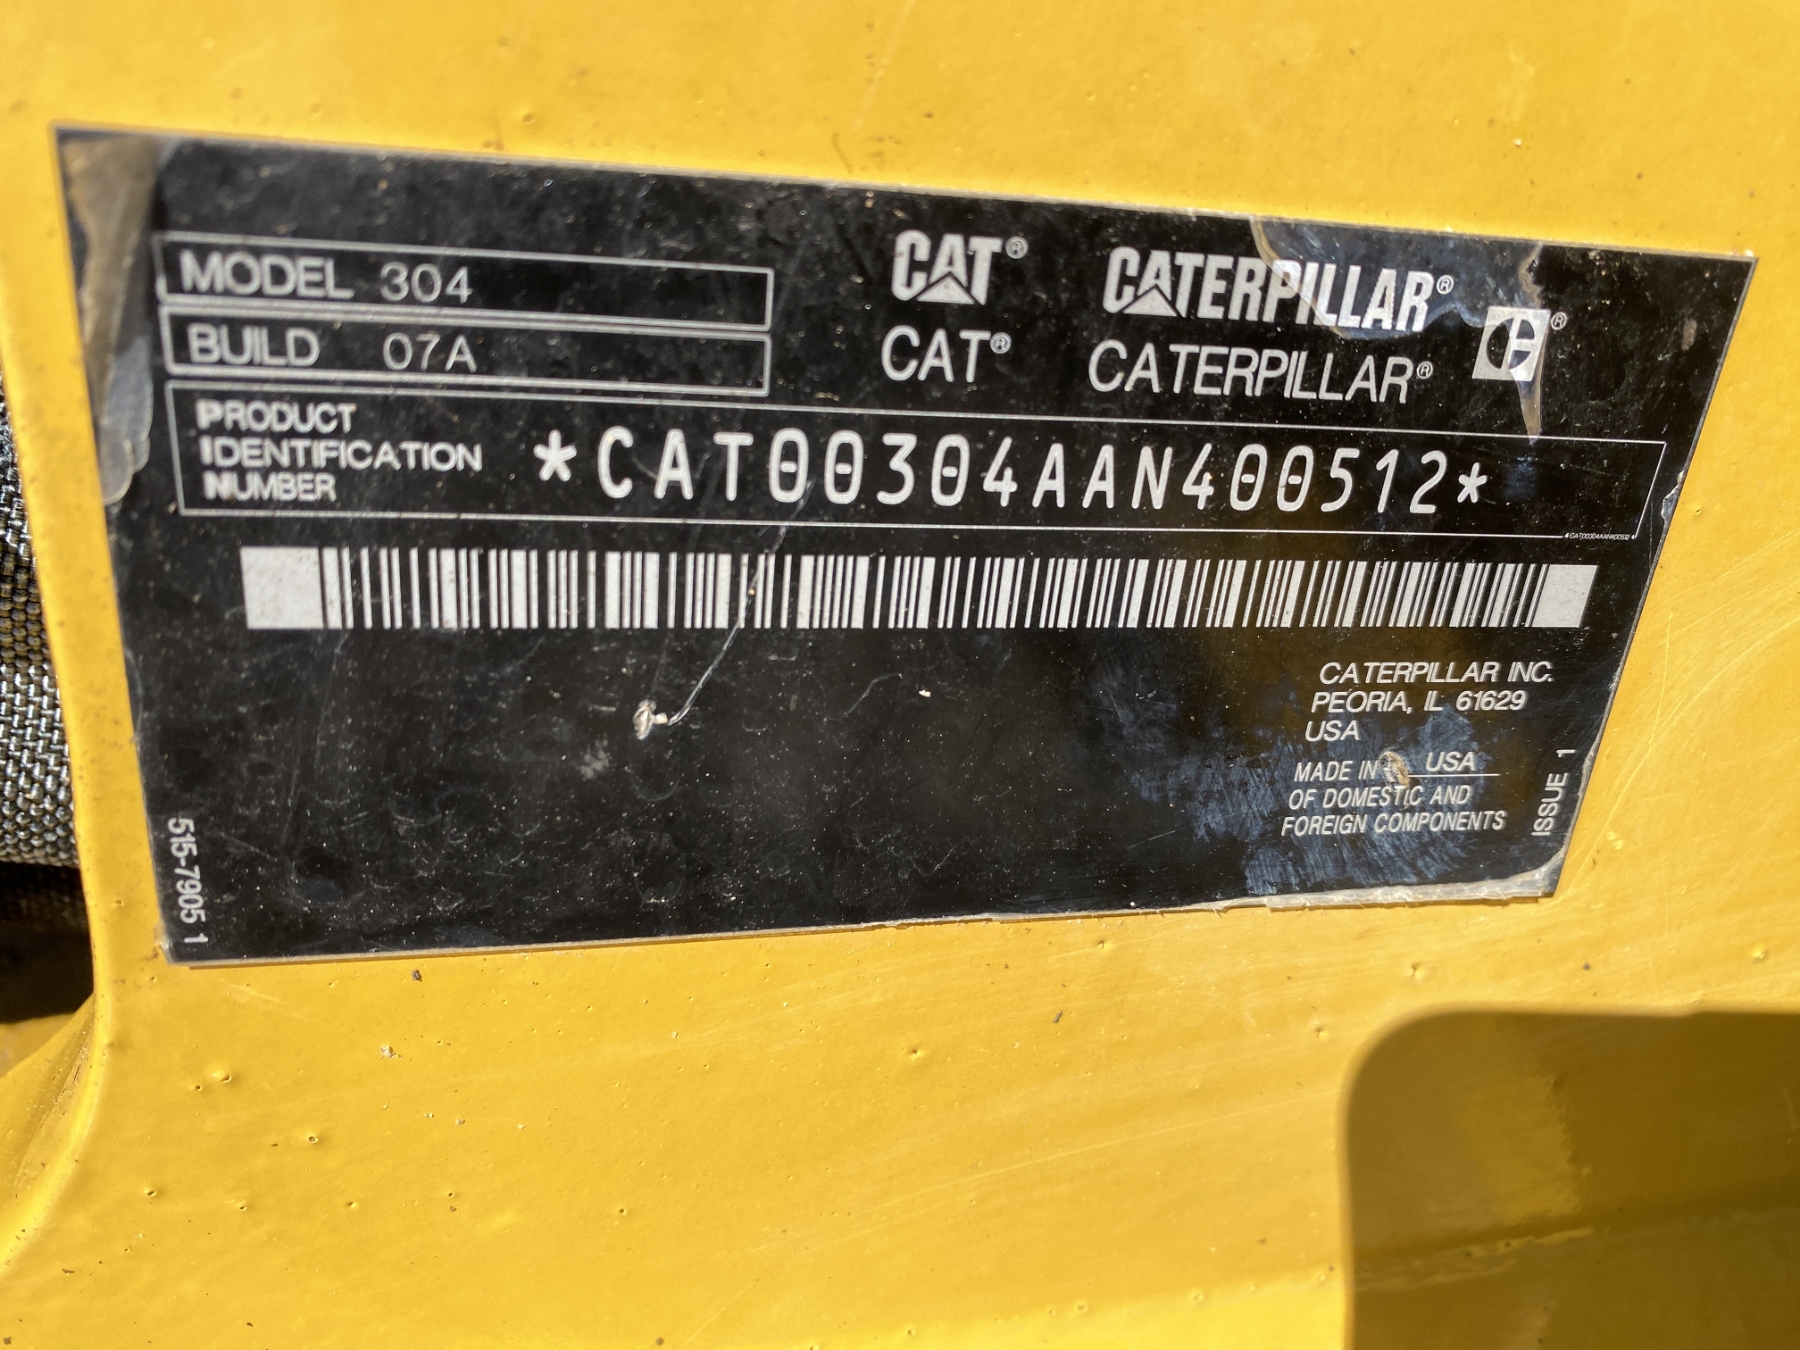 MODEL 304
BUILD 07A
CAT® CATERPILLAR®
CAT® CATERPILLAR® ®
PRODUCT
IDENTIFICATION
NUMBER
*CAT00304AAN400512*
*CAT00304AAN400512*
CATERPILLAR INC.
PEORIA, IL 61629
USA
MADE IN USA
OF DOMESTIC AND
FOREIGN COMPONENTS
ISSUE 1
515-7905 1